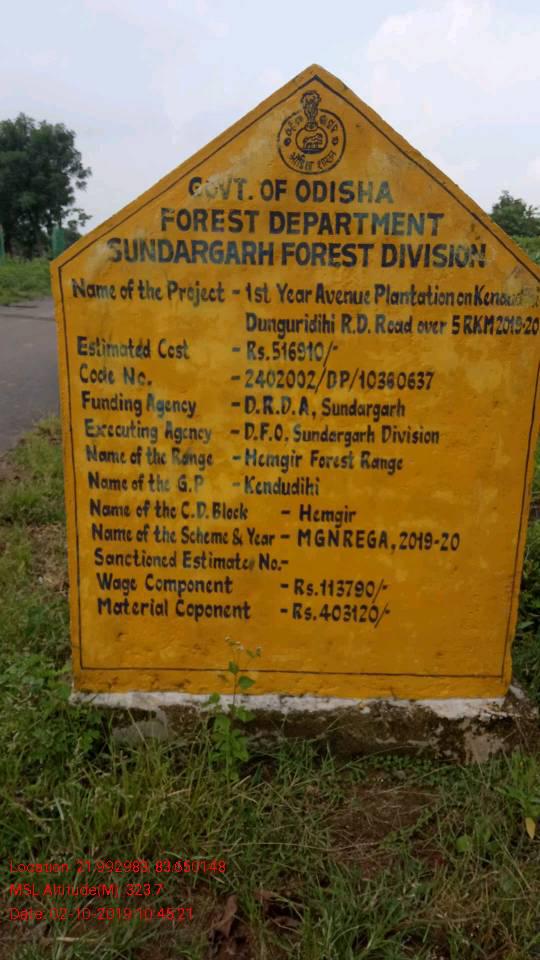 GOVT. OF ODISHA
FOREST DEPARTMENT
SUNDARGARH FOREST DIVISION
Name of the Project - 1st Year Avenue Plantation on
Dunguridihi R.D. Road over 5 RKM 2019-20
Estimated Cost - Rs.516910/-
Code No. - 2402002/DP/10360637
Funding Agency - D.R.D.A, Sundargarh
Executing Agency - D.F.O. Sundargarh Division
Name of the Range - Hemgir Forest Range
Name of the G.P - Kendudihi
Name of the C.D. Block - Hemgir
Name of the Scheme & Year - MGNREGA, 2019-20
Sanctioned Estimate No.-
Wage Component - Rs.113790/-
Material Coponent - Rs.403120/-
Location: 21.992983, 83.650148
MSL Altitude(M): 323.7
Date: 02-10-2019 10:45:21